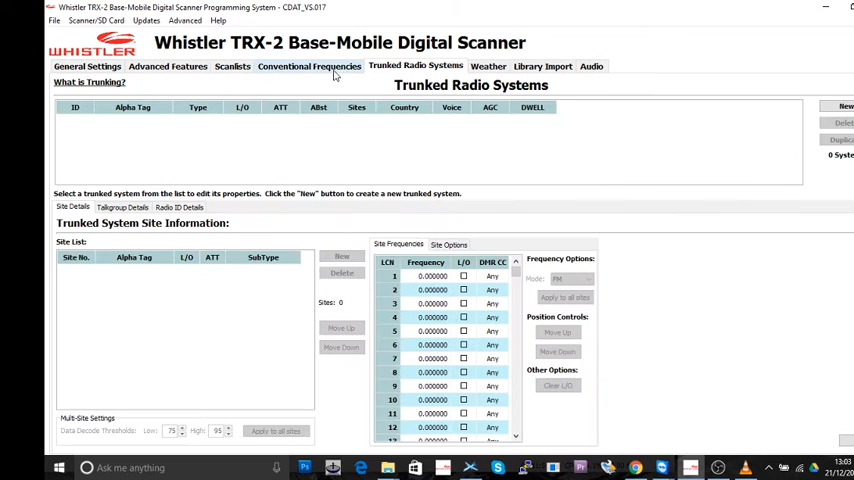 Whistler TRX-2 Base-Mobile Digital Scanner Programming System - CDAT_VS.017
File Scanner/SD Card Updates Advanced Help
WHISTLER Whistler TRX-2 Base-Mobile Digital Scanner
General Settings Advanced Features Scanlists Conventional Frequencies Trunked Radio Systems Weather Library Import Audio
What is Trunking? Trunked Radio Systems
ID Alpha Tag Type L/O ATT ABst Sites Country Voice AGC DWELL New
Delet
Duplica
0 Syste
Select a trunked system from the list to edit its properties. Click the "New" button to create a new trunked system.
Site Details Talkgroup Details Radio ID Details
Trunked System Site Information:
Site List:
Site No. Alpha Tag L/O ATT SubType
New
Delete
Sites: 0
Move Up
Move Down
Site Frequencies Site Options
LCN Frequency L/O DMR CC
1 0.000000 Any
2 0.000000 Any
3 0.000000 Any
4 0.000000 Any
5 0.000000 Any
6 0.000000 Any
7 0.000000 Any
8 0.000000 Any
9 0.000000 Any
10 0.000000 Any
11 0.000000 Any
12 0.000000 Any
Frequency Options:
Mode: FM
Apply to all sites
Position Controls:
Move Up
Move Down
Other Options:
Clear L/O
Multi-Site Settings
Data Decode Thresholds: Low: 75 High: 95 Apply to all sites
Ask me anything
13:03
21/12/20